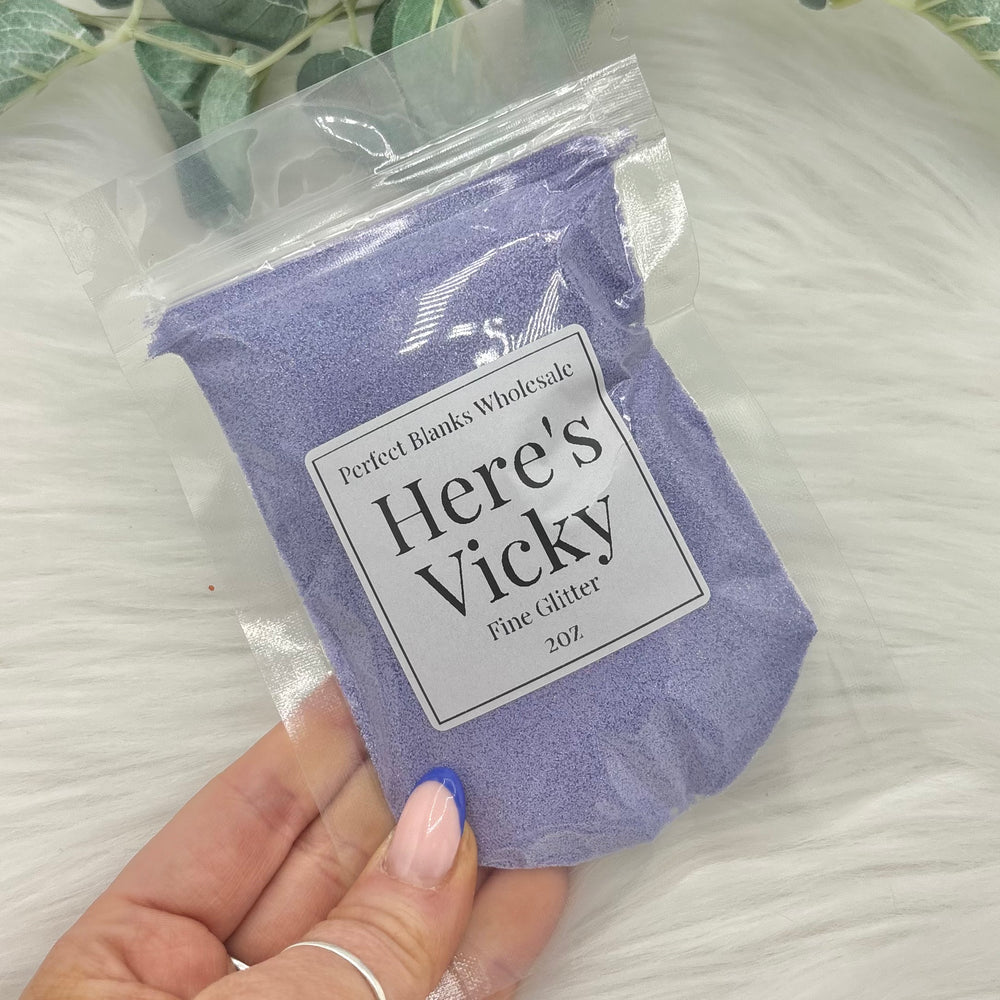 Perfect Blanks Wholesale
Here's
Vicky
Fine Glitter
2oz